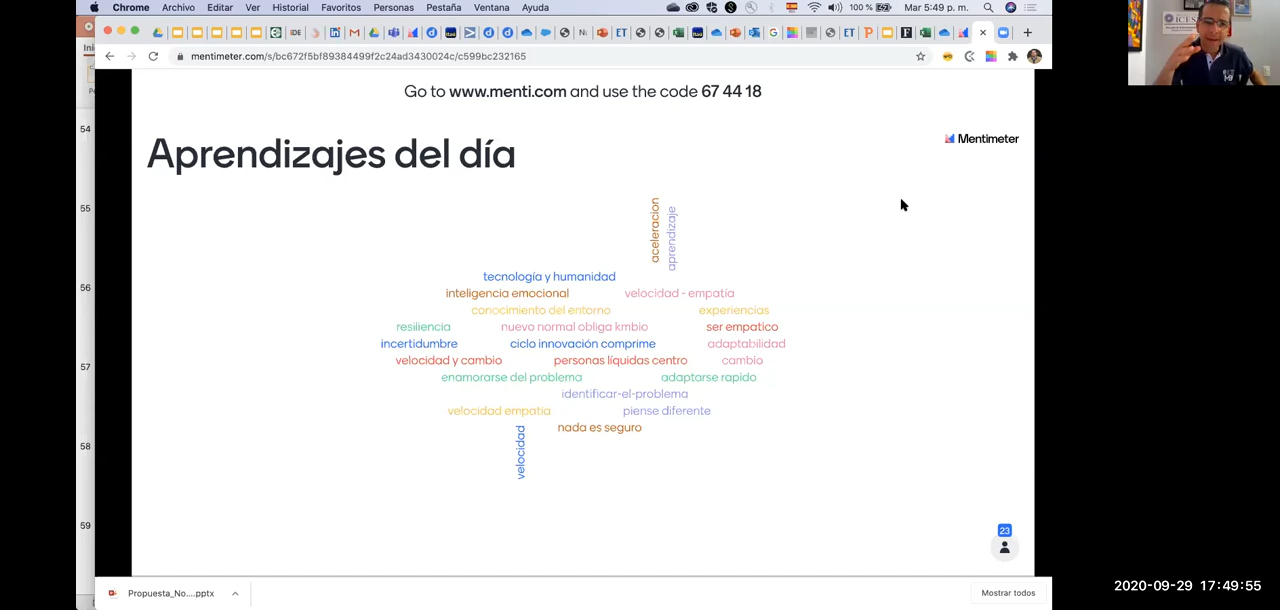 Chrome Archivo Editar Ver Historial Favoritos Personas Pestaña Ventana Ayuda
100 % Mar 5:49 p. m.
mentimeter.com/s/bc672f5bf89384499f2c24ad3430024c/c599bc232165
Go to www.menti.com and use the code 67 44 18
Mentimeter
Aprendizajes del día
aceleracion
aprendizaje
tecnología y humanidad
inteligencia emocional velocidad - empatía
conocimiento del entorno experiencias
resiliencia nuevo normal obliga kmbio ser empatico
incertidumbre ciclo innovación comprime adaptabilidad
velocidad y cambio personas líquidas centro cambio
enamorarse del problema adaptarse rapido
identificar-el-problema
velocidad empatia piense diferente
nada es seguro
velocidad
54
55
56
57
58
59
23
Propuesta_No....pptx
Mostrar todos
2020-09-29 17:49:55